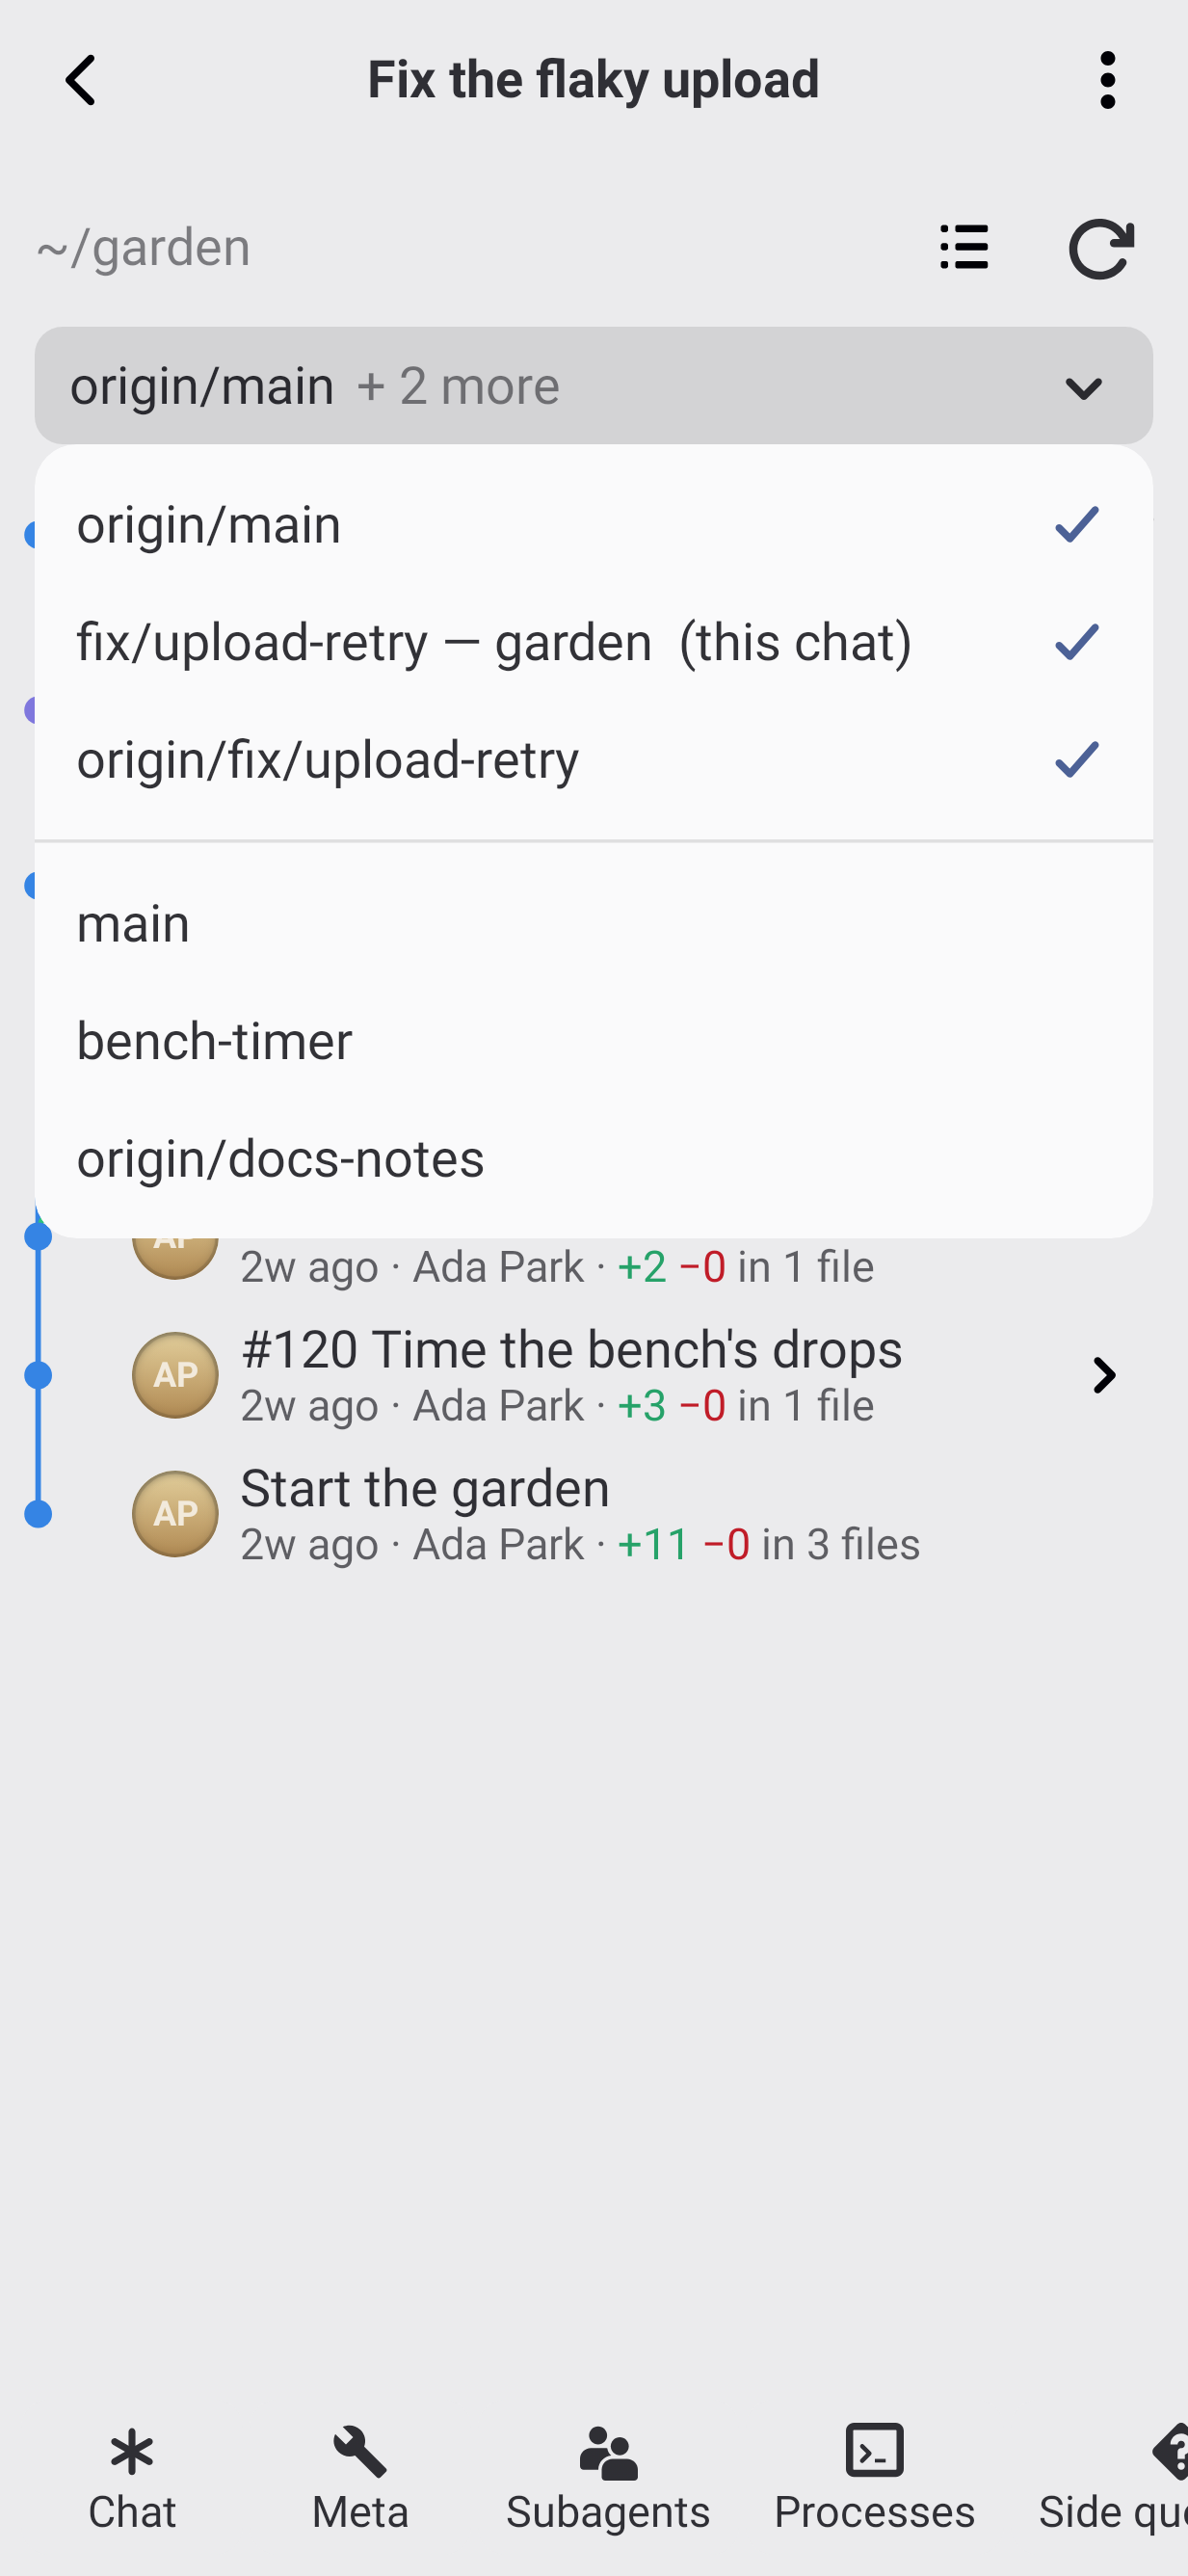 Fix the flaky upload
~/garden
origin/main + 2 more
origin/main
fix/upload-retry — garden (this chat)
origin/fix/upload-retry
main
bench-timer
origin/docs-notes
AP
2w ago · Ada Park · +2 −0 in 1 file
#120 Time the bench's drops
AP
2w ago · Ada Park · +3 −0 in 1 file
Start the garden
AP
2w ago · Ada Park · +11 −0 in 3 files
Chat Meta Subagents Processes Side